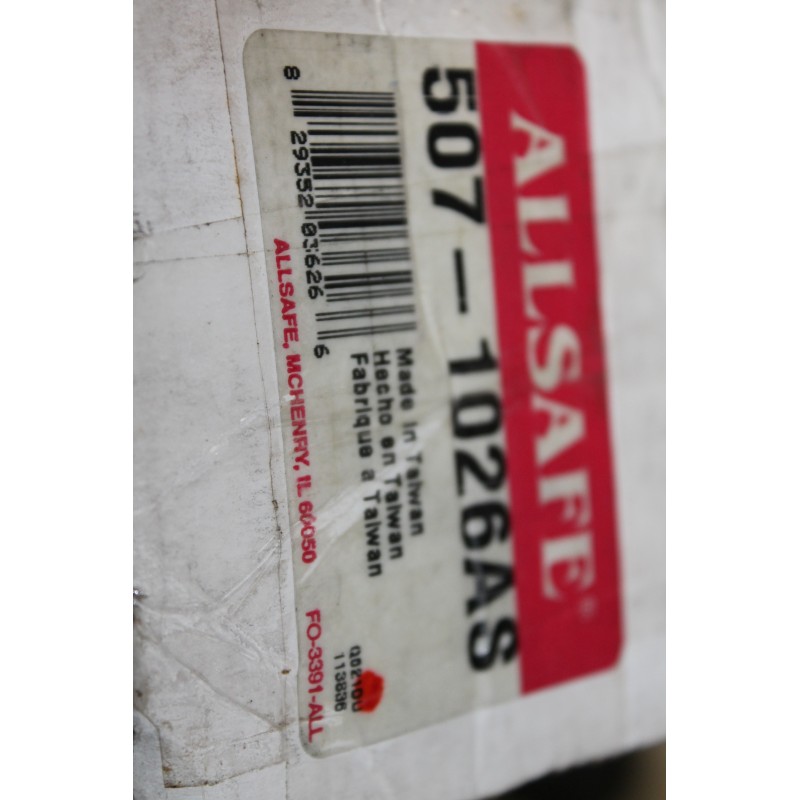 ALLSAFE®
507-1026AS
Made in Taiwan
Hecho en Taiwan
Fabrique a Taiwan
8 29352 03626 6
ALLSAFE, MCHENRY, IL 60050
113836
FO-3391-ALL